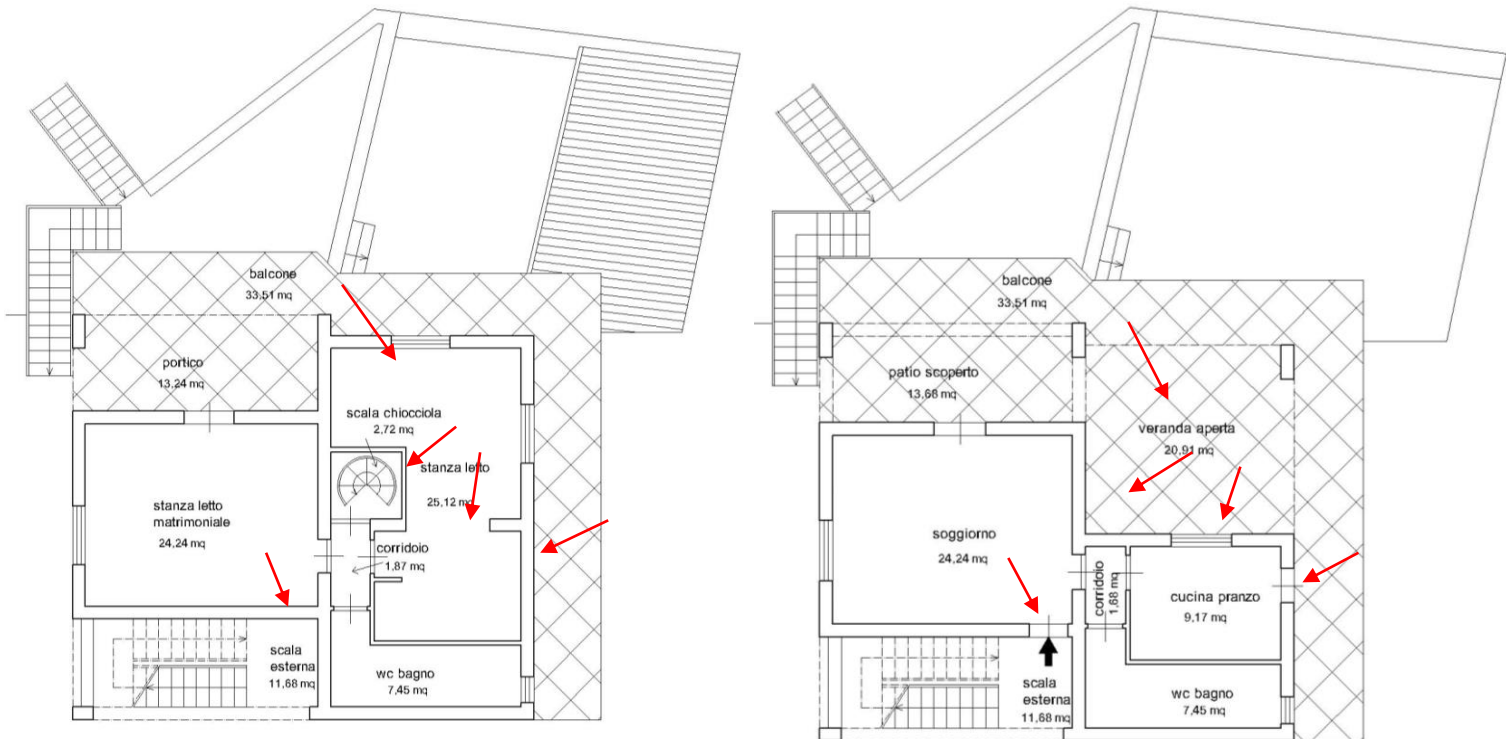 balcone
33,51 mq
portico
13,24 mq
scala chiocciola
2,72 mq
stanza letto
25,12 mq
stanza letto
matrimoniale
24,24 mq
corridoio
1,87 mq
scala
esterna
11,68 mq
wc bagno
7,45 mq
balcone
33,51 mq
patio scoperto
13,68 mq
veranda aperta
20,91 mq
soggiorno
24,24 mq
corridoio
1,68 mq
cucina pranzo
9,17 mq
scala
esterna
11,68 mq
wc bagno
7,45 mq